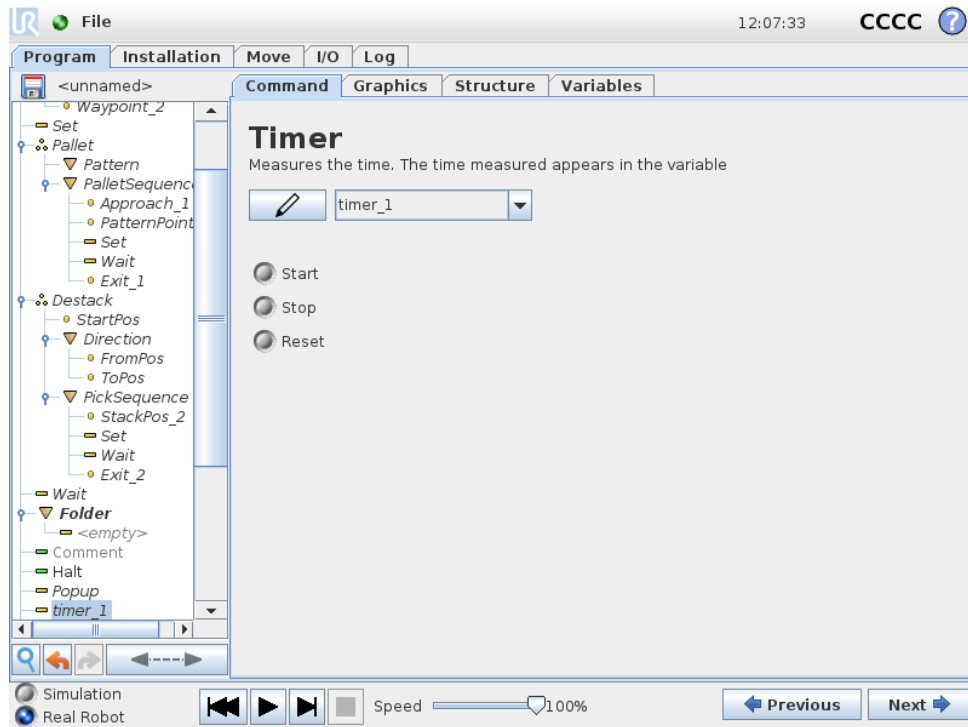 UR File 12:07:33 CCCC ?
Program Installation Move I/O Log
<unnamed> Command Graphics Structure Variables
Waypoint_2
Set
Pallet
Pattern
PalletSequenc
Approach_1
PatternPoint
Set
Wait
Exit_1
Destack
StartPos
Direction
FromPos
ToPos
PickSequence
StackPos_2
Set
Wait
Exit_2
Wait
Folder
<empty>
Comment
Halt
Popup
timer_1
Timer
Measures the time. The time measured appears in the variable
timer_1
Start
Stop
Reset
Simulation
Real Robot
Speed 100%
Previous Next